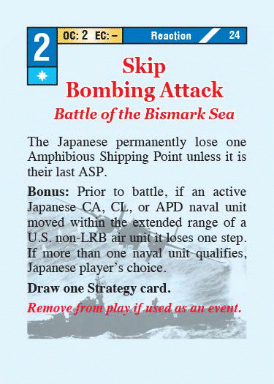 2 OC: 2 EC: – Reaction 24
Skip
Bombing Attack
Battle of the Bismark Sea
The Japanese permanently lose one
Amphibious Shipping Point unless it is
their last ASP.
Bonus: Prior to battle, if an active
Japanese CA, CL, or APD naval unit
moved within the extended range of a
U.S. non-LRB air unit it loses one step.
If more than one naval unit qualifies,
Japanese player's choice.
Draw one Strategy card.
Remove from play if used as an event.